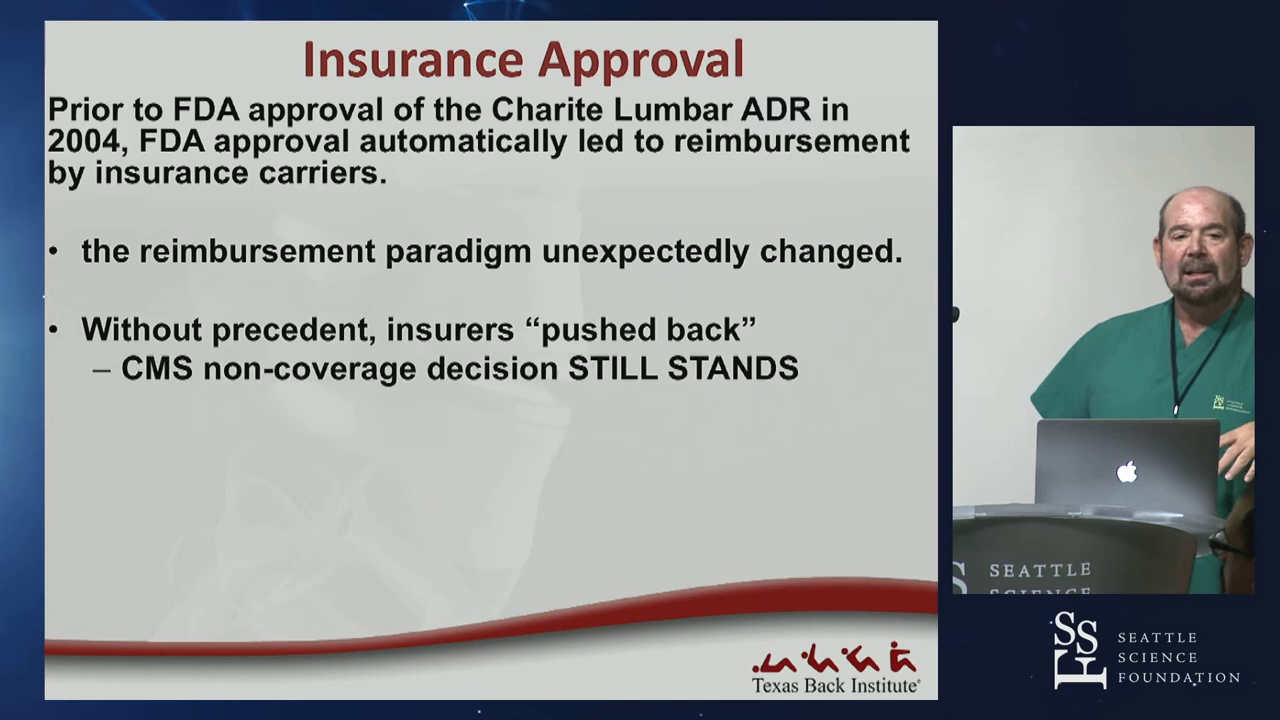 Insurance Approval
Prior to FDA approval of the Charite Lumbar ADR in
2004, FDA approval automatically led to reimbursement
by insurance carriers.
• the reimbursement paradigm unexpectedly changed.
• Without precedent, insurers “pushed back”
– CMS non-coverage decision STILL STANDS
Texas Back Institute
SEATTLE
SCIENCE
SSF
SEATTLE
SCIENCE
FOUNDATION